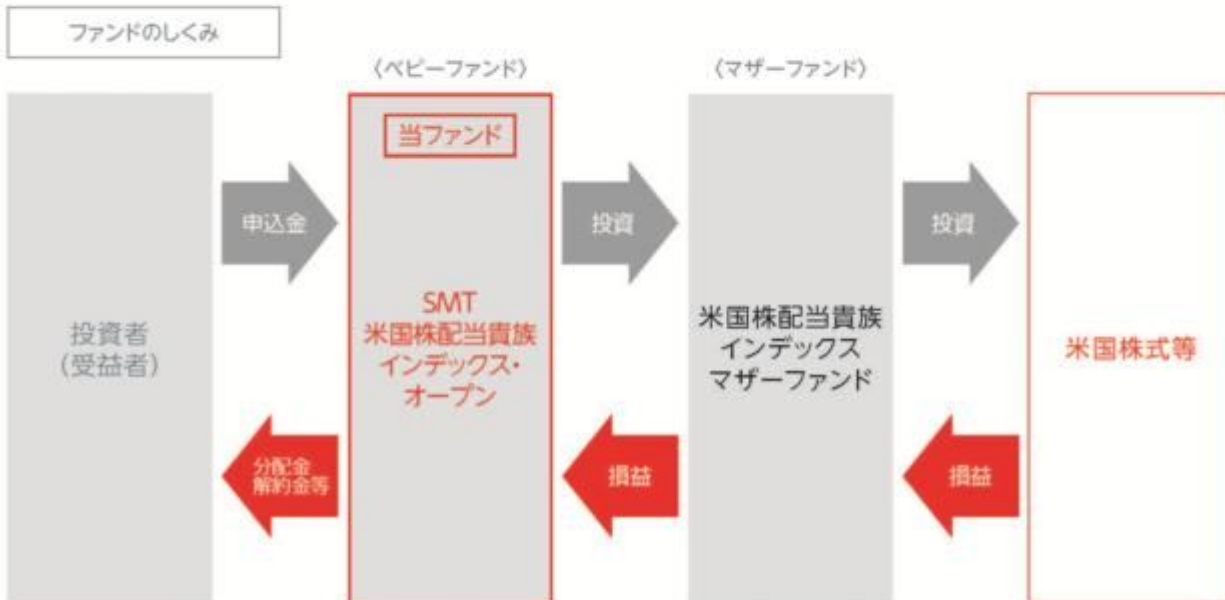 ファンドのしくみ
〈ベビーファンド〉
〈マザーファンド〉
当ファンド
申込金
投資
投資
投資者
(受益者)
SMT
米国株配当貴族
インデックス・
オープン
米国株配当貴族
インデックス
マザーファンド
米国株式等
分配金
解約金等
損益
損益